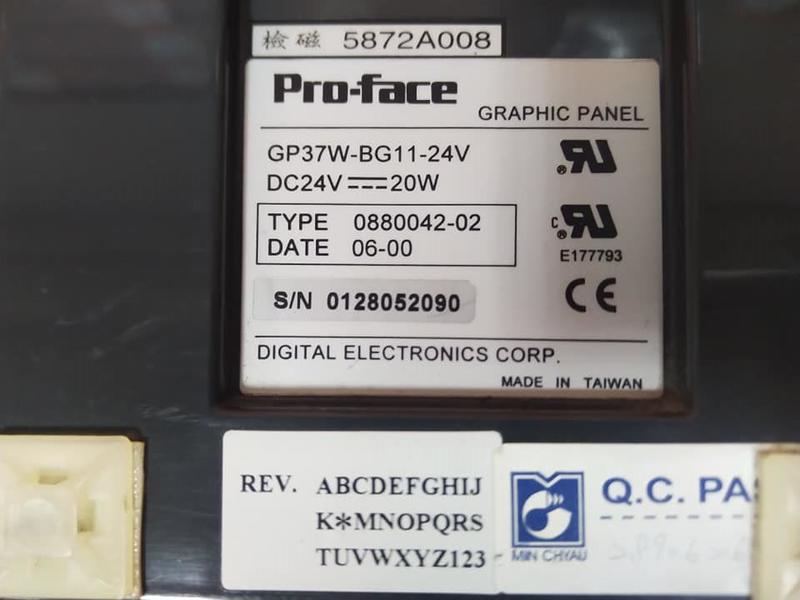 檢磁 5872A008
Pro-face
GRAPHIC PANEL
GP37W-BG11-24V
DC24V⎓20W
TYPE 0880042-02
DATE 06-00
E177793
S/N 0128052090
CE
DIGITAL ELECTRONICS CORP.
MADE IN TAIWAN
REV. ABCDEFGHIJ
K*MNOPQRS
TUVWXYZ123
Q.C. PA
MIN CHYAU